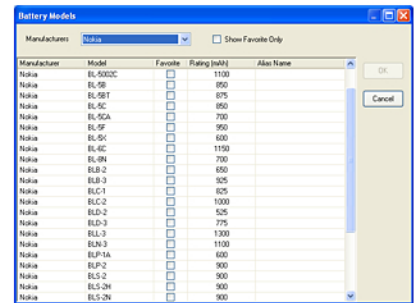 Battery Models
Manufacturers Nokia Show Favorite Only
Manufacturer Model Favorite Rating (mAh) Alias Name
OK
Cancel
Nokia BL-5002C 1100
Nokia BL-5B 850
Nokia BL-5BT 875
Nokia BL-5C 850
Nokia BL-5CA 700
Nokia BL-5F 950
Nokia BL-5X 600
Nokia BL-6C 1150
Nokia BL-8N 700
Nokia BLB-2 650
Nokia BLB-3 925
Nokia BLC-1 825
Nokia BLC-2 1000
Nokia BLD-2 525
Nokia BLD-3 775
Nokia BLL-3 1300
Nokia BLN-3 1100
Nokia BLP-1A 600
Nokia BLP-2 900
Nokia BLS-2 900
Nokia BLS-2H 900
Nokia BLS-2N 900